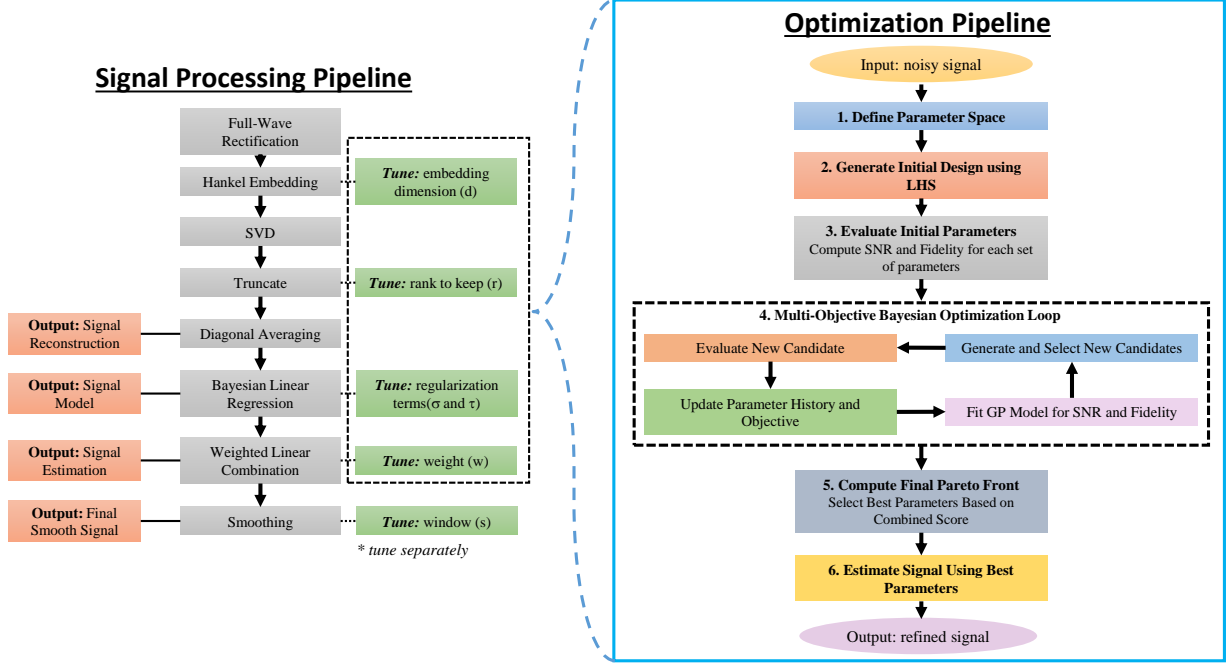 Signal Processing Pipeline
Full-Wave
Rectification
Hankel Embedding
Tune: embedding
dimension (d)
SVD
Truncate
Tune: rank to keep (r)
Output: Signal
Reconstruction
Diagonal Averaging
Output: Signal
Model
Bayesian Linear
Regression
Tune: regularization
terms(σ and τ)
Output: Signal
Estimation
Weighted Linear
Combination
Tune: weight (w)
Output: Final
Smooth Signal
Smoothing
Tune: window (s)
* tune separately
Optimization Pipeline
Input: noisy signal
1. Define Parameter Space
2. Generate Initial Design using
LHS
3. Evaluate Initial Parameters
Compute SNR and Fidelity for each set
of parameters
4. Multi-Objective Bayesian Optimization Loop
Evaluate New Candidate
Generate and Select New Candidates
Update Parameter History and
Objective
Fit GP Model for SNR and Fidelity
5. Compute Final Pareto Front
Select Best Parameters Based on
Combined Score
6. Estimate Signal Using Best
Parameters
Output: refined signal